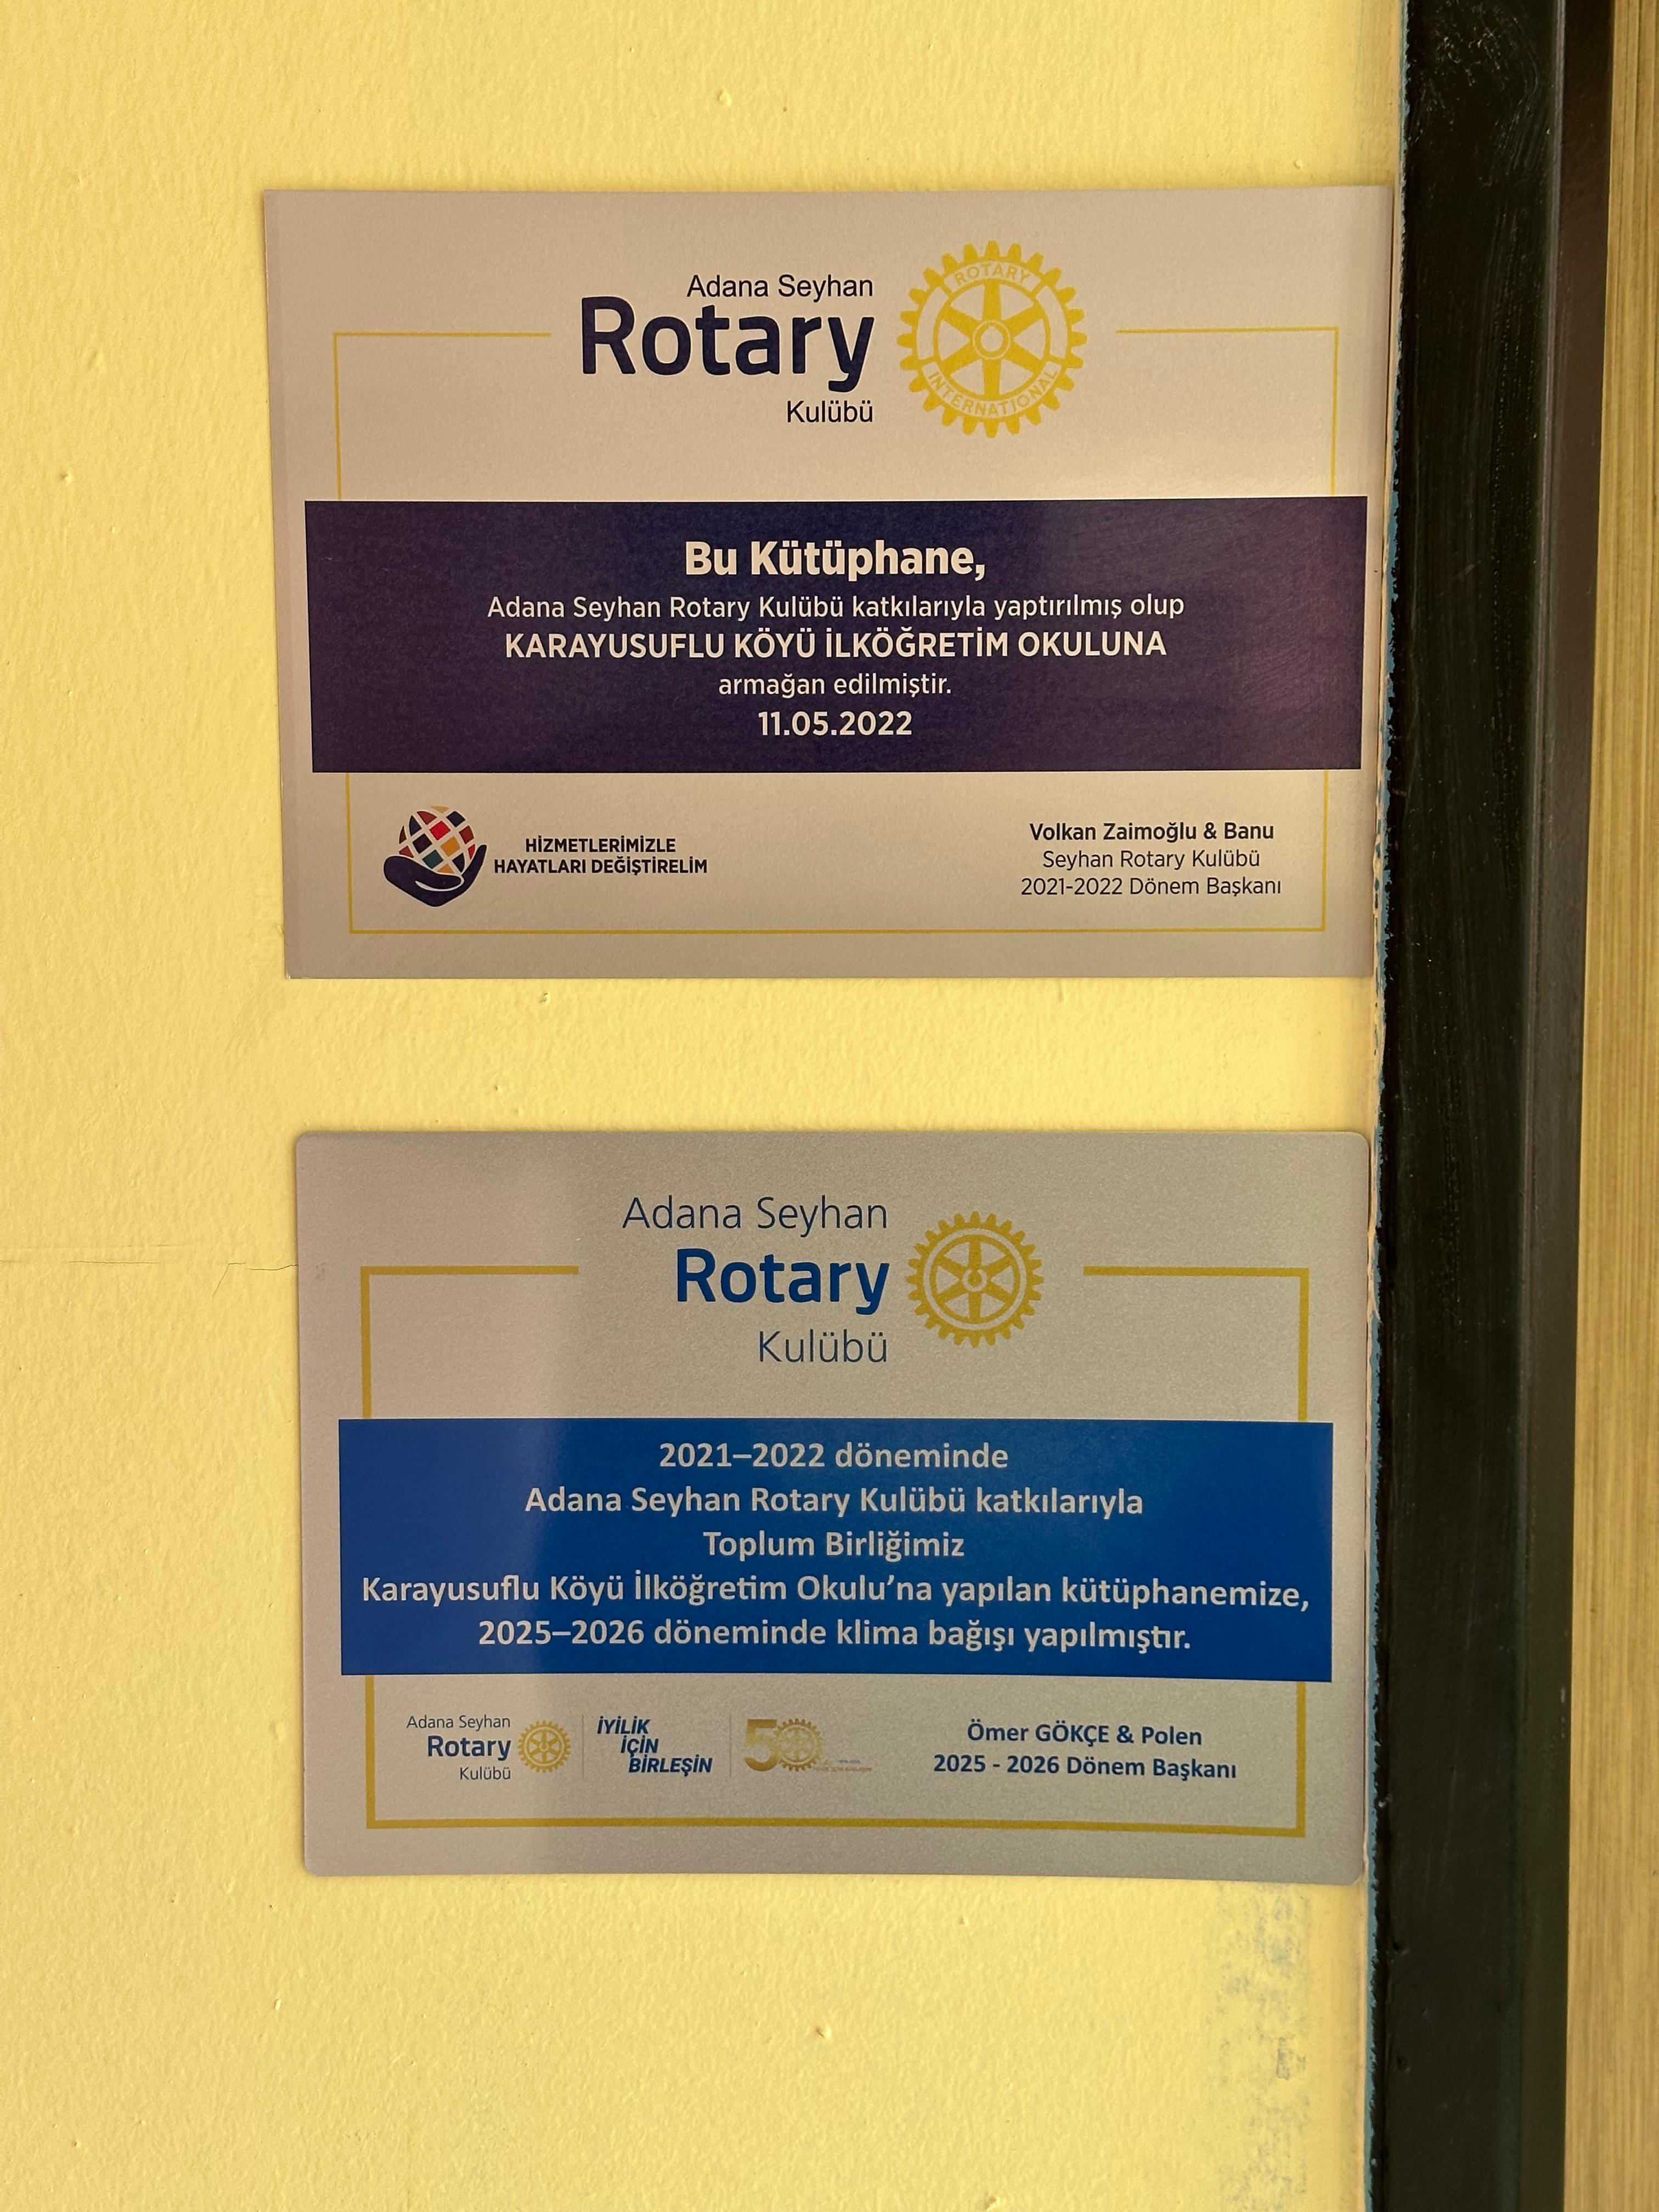 Adana Seyhan
Rotary
Kulübü
ROTARY
INTERNATIONAL
Bu Kütüphane,
Adana Seyhan Rotary Kulübü katkılarıyla yaptırılmış olup
KARAYUSUFLU KÖYÜ İLKÖĞRETİM OKULUNA
armağan edilmiştir.
11.05.2022
HİZMETLERİMİZLE
HAYATLARI DEĞİŞTİRELİM
Volkan Zaimoğlu & Banu
Seyhan Rotary Kulübü
2021-2022 Dönem Başkanı
Adana Seyhan
Rotary
Kulübü
2021–2022 döneminde
Adana Seyhan Rotary Kulübü katkılarıyla
Toplum Birliğimiz
Karayusuflu Köyü İlköğretim Okulu’na yapılan kütüphanemize,
2025–2026 döneminde klima bağışı yapılmıştır.
Adana Seyhan
Rotary
Kulübü
İYİLİK
İÇİN
BİRLEŞİN
50
Ömer GÖKÇE & Polen
2025 - 2026 Dönem Başkanı